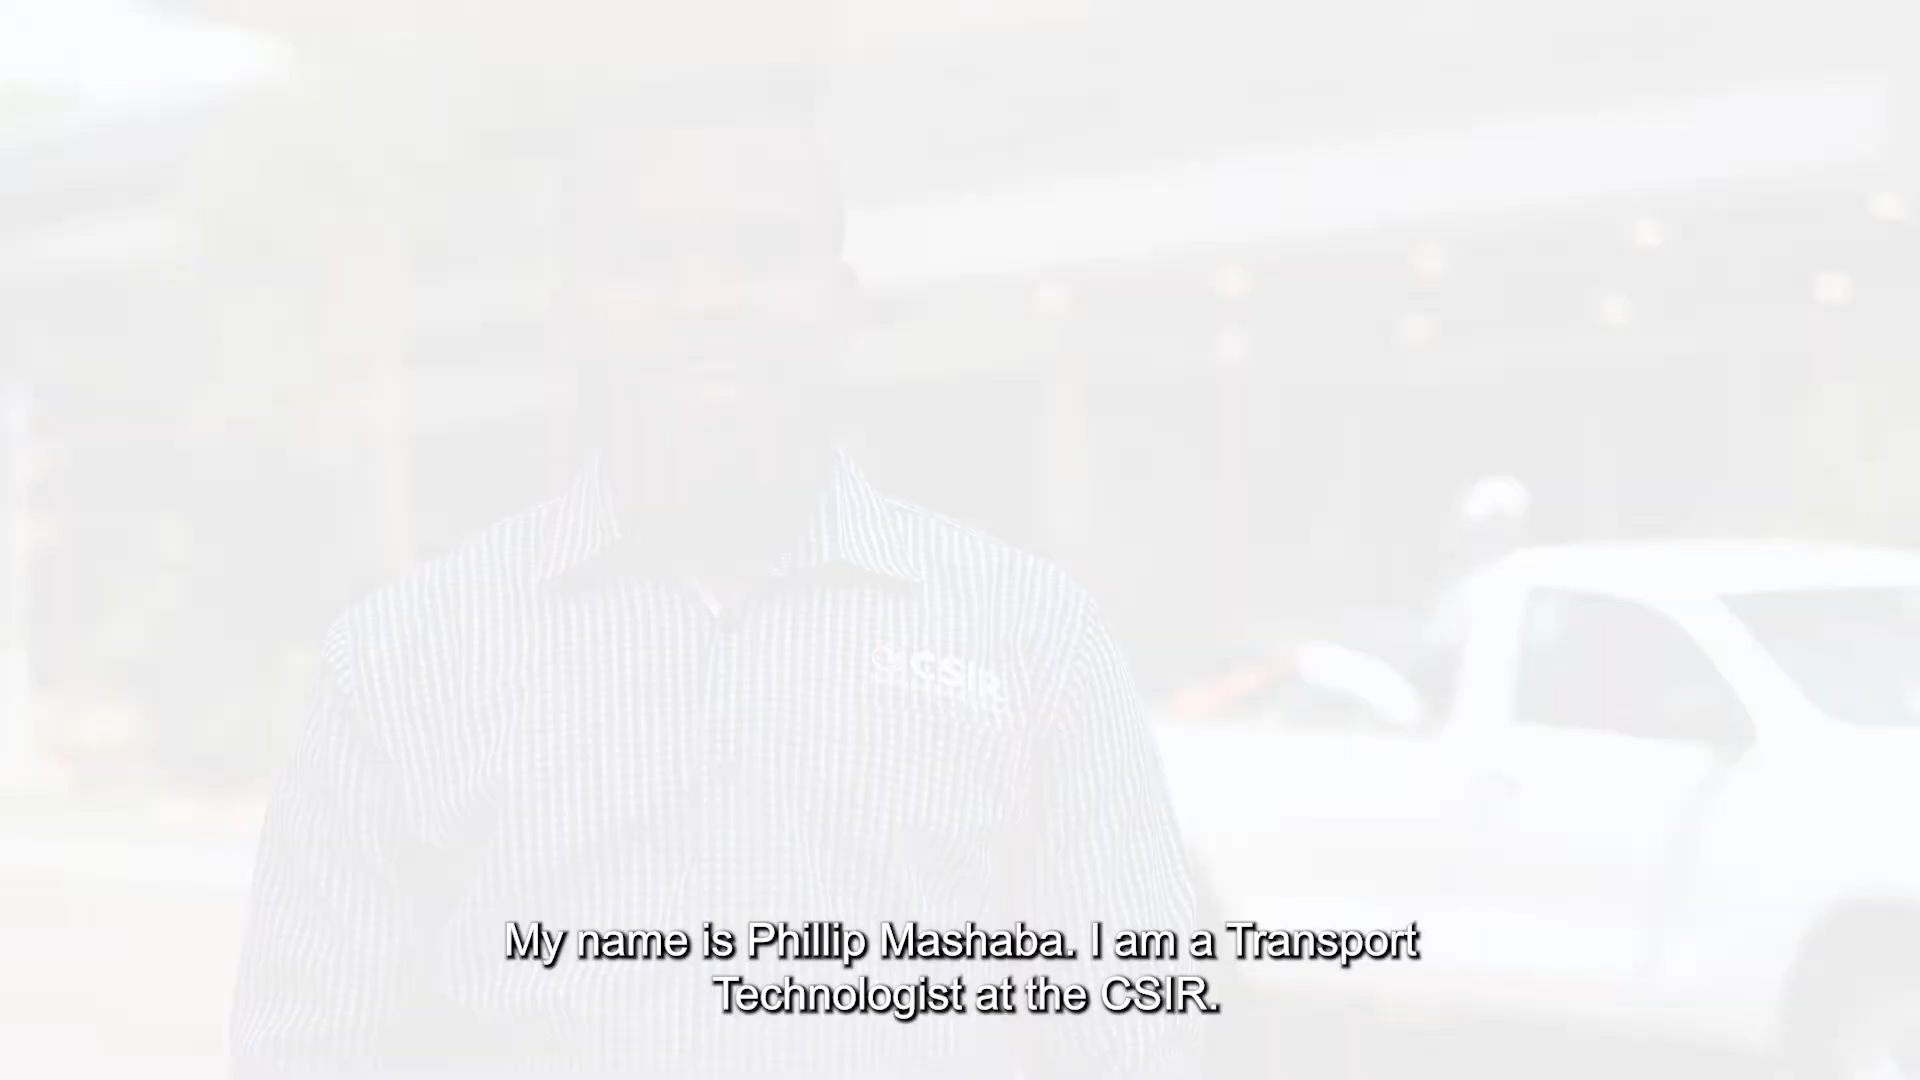 CSIR
My name is Phillip Mashaba. I am a Transport
Technologist at the CSIR.